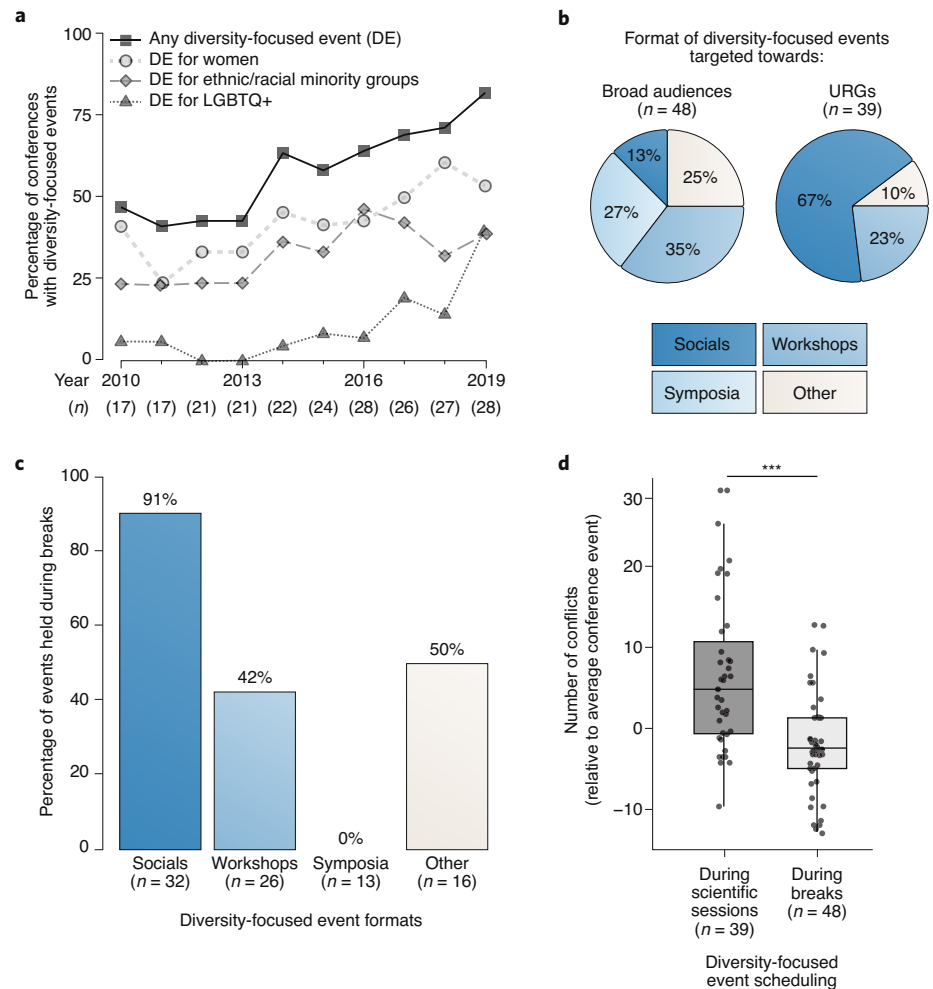 a
100
75
50
25
0
Percentage of conferences
with diversity-focused events
Any diversity-focused event (DE)
DE for women
DE for ethnic/racial minority groups
DE for LGBTQ+
Year 2010 2013 2016 2019
(n) (17) (17) (21) (21) (22) (24) (28) (26) (27) (28)
b
Format of diversity-focused events
targeted towards:
Broad audiences
(n = 48)
URGs
(n = 39)
13%
25%
27%
35%
67%
10%
23%
Socials
Workshops
Symposia
Other
c
100
80
60
40
20
0
Percentage of events held during breaks
91%
42%
0%
50%
Socials
(n = 32)
Workshops
(n = 26)
Symposia
(n = 13)
Other
(n = 16)
Diversity-focused event formats
d
***
30
20
10
0
−10
Number of conflicts
(relative to average conference event)
During
scientific
sessions
(n = 39)
During
breaks
(n = 48)
Diversity-focused
event scheduling